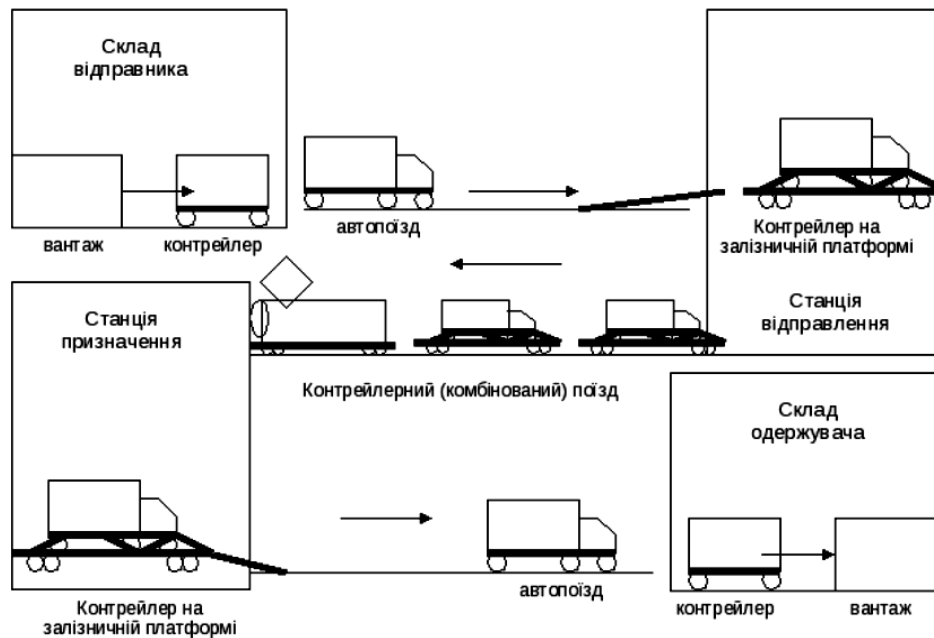 Склад
відправника
вантаж
контрейлер
автопоїзд
Контрейлер на
залізничній платформі
Станція
призначення
Станція
відправлення
Контрейлерний (комбінований) поїзд
Склад
одержувача
Контрейлер на
залізничній платформі
автопоїзд
контрейлер
вантаж